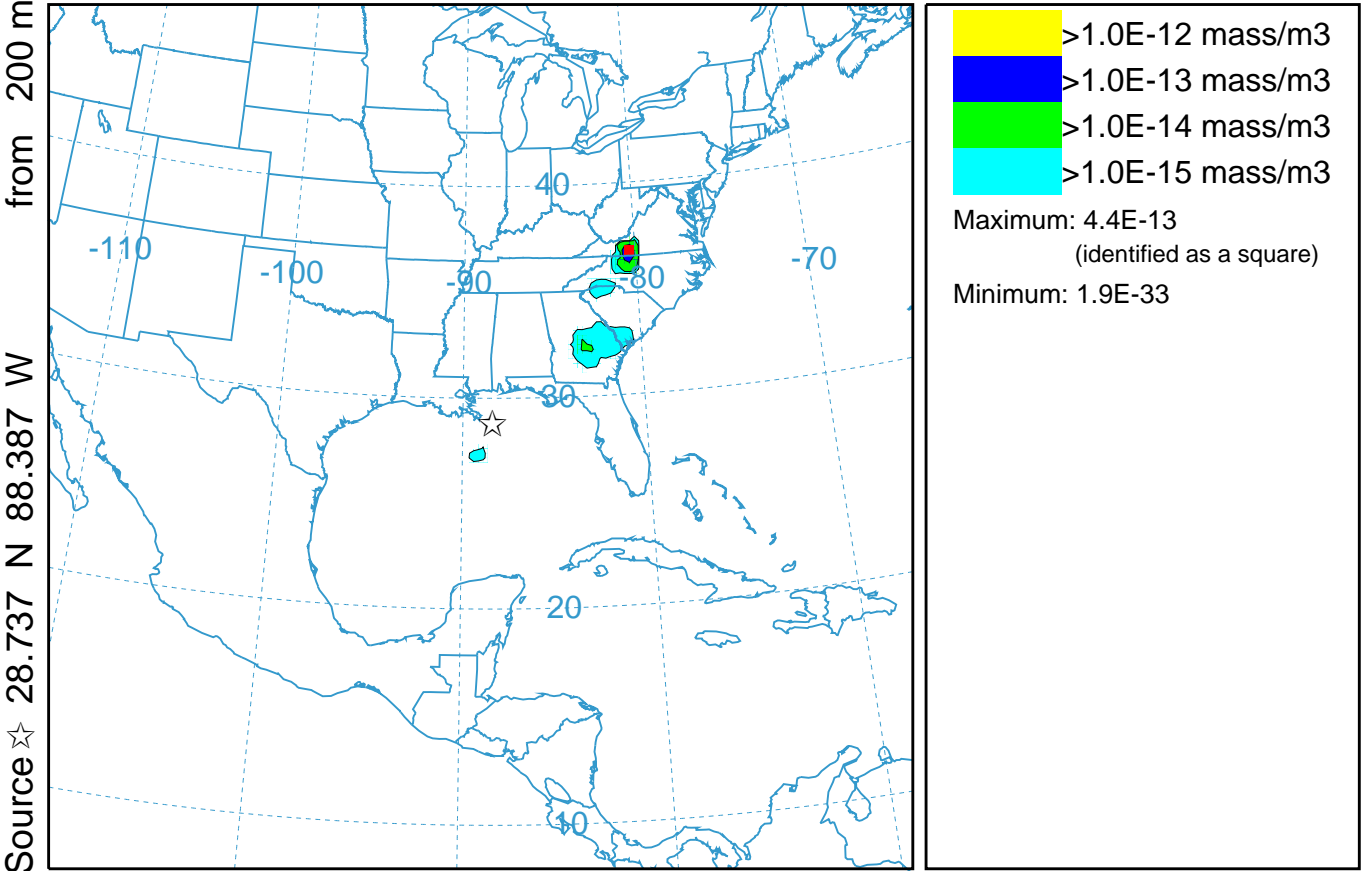 Source ☆ 28.737 N 88.387 W from 200 m
40
-110
-100
-90
-80
-70
30
20
10
>1.0E-12 mass/m3
>1.0E-13 mass/m3
>1.0E-14 mass/m3
>1.0E-15 mass/m3
Maximum: 4.4E-13
(identified as a square)
Minimum: 1.9E-33